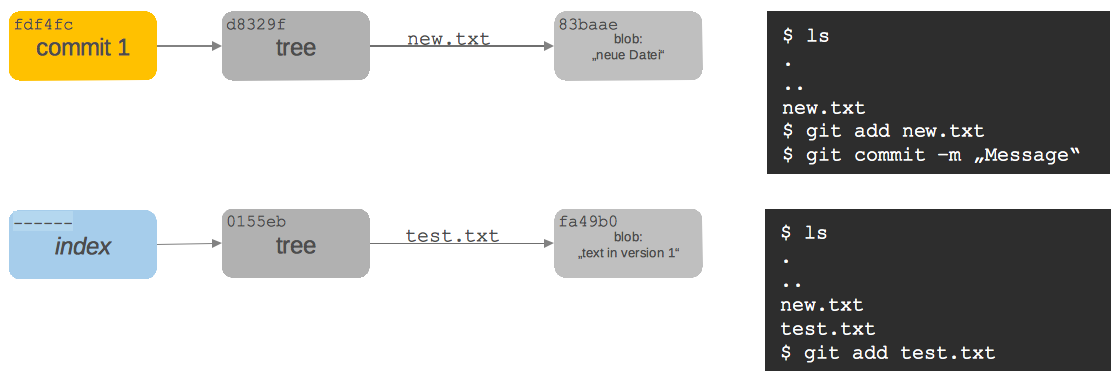 fdf4fc
commit 1
d8329f
tree
new.txt
83baae
blob:
„neue Datei“
$ ls
.
..
new.txt
$ git add new.txt
$ git commit –m „Message“
------
index
0155eb
tree
test.txt
fa49b0
blob:
„text in version 1“
$ ls
.
..
new.txt
test.txt
$ git add test.txt